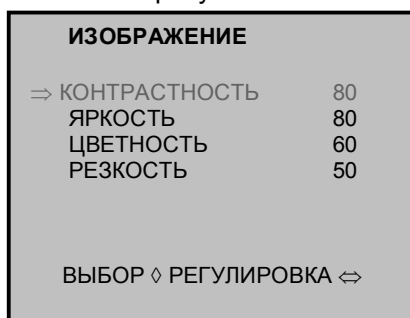 ИЗОБРАЖЕНИЕ
⇒ КОНТРАСТНОСТЬ 80
ЯРКОСТЬ 80
ЦВЕТНОСТЬ 60
РЕЗКОСТЬ 50
ВЫБОР ◊ РЕГУЛИРОВКА ⇔